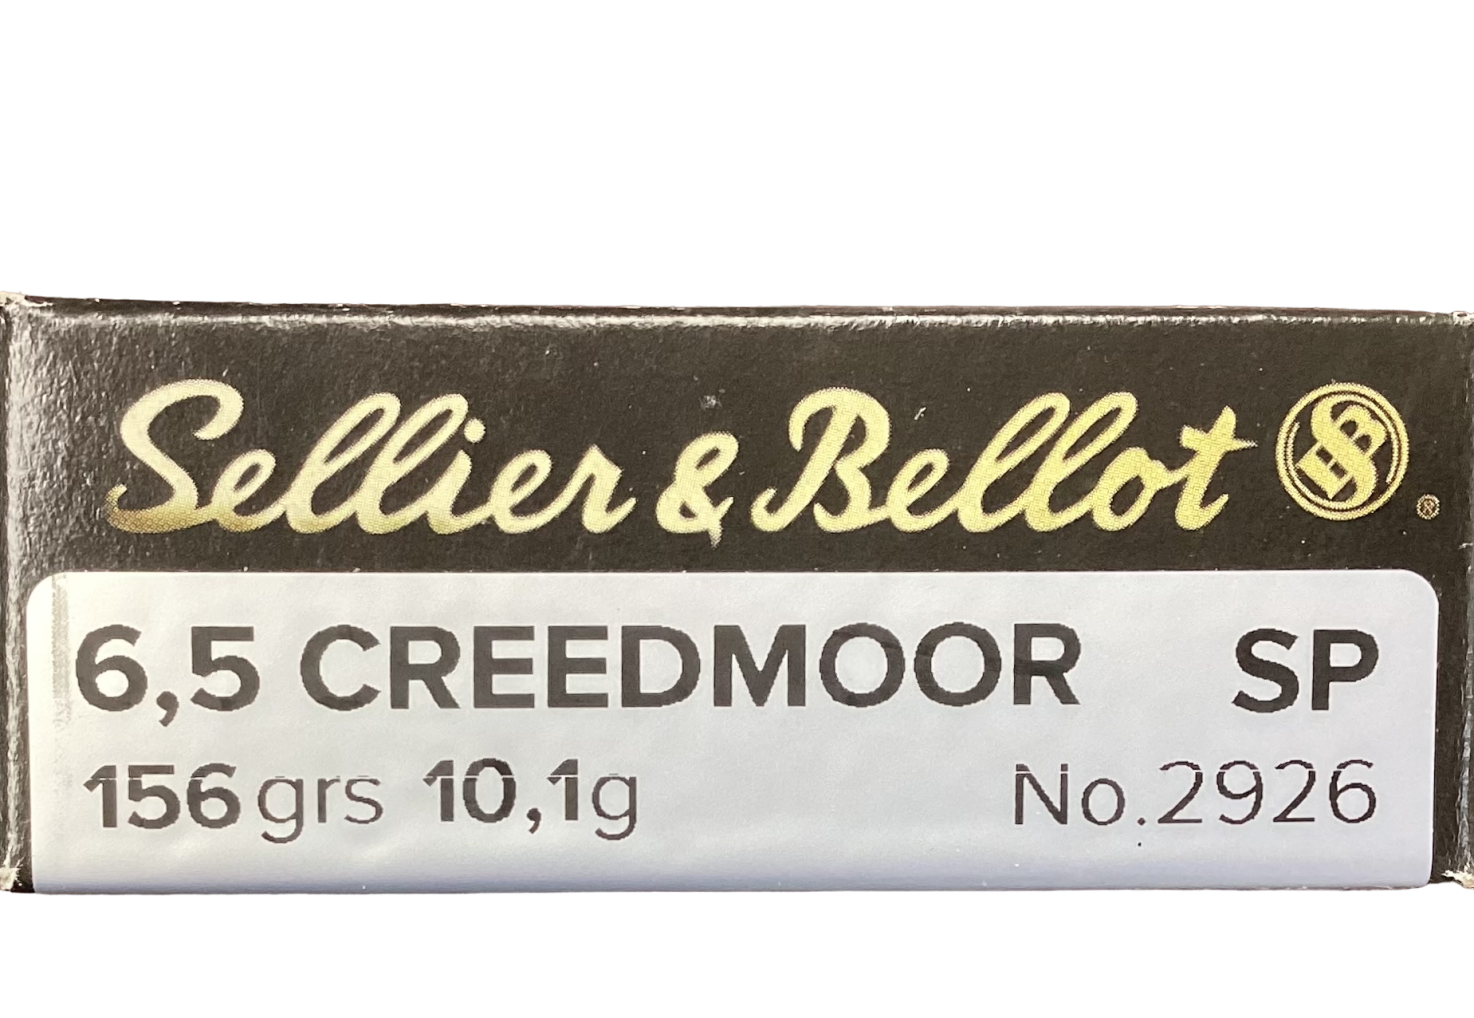 Sellier & Bellot
®
6,5 CREEDMOOR SP
156 grs 10,1g No.2926